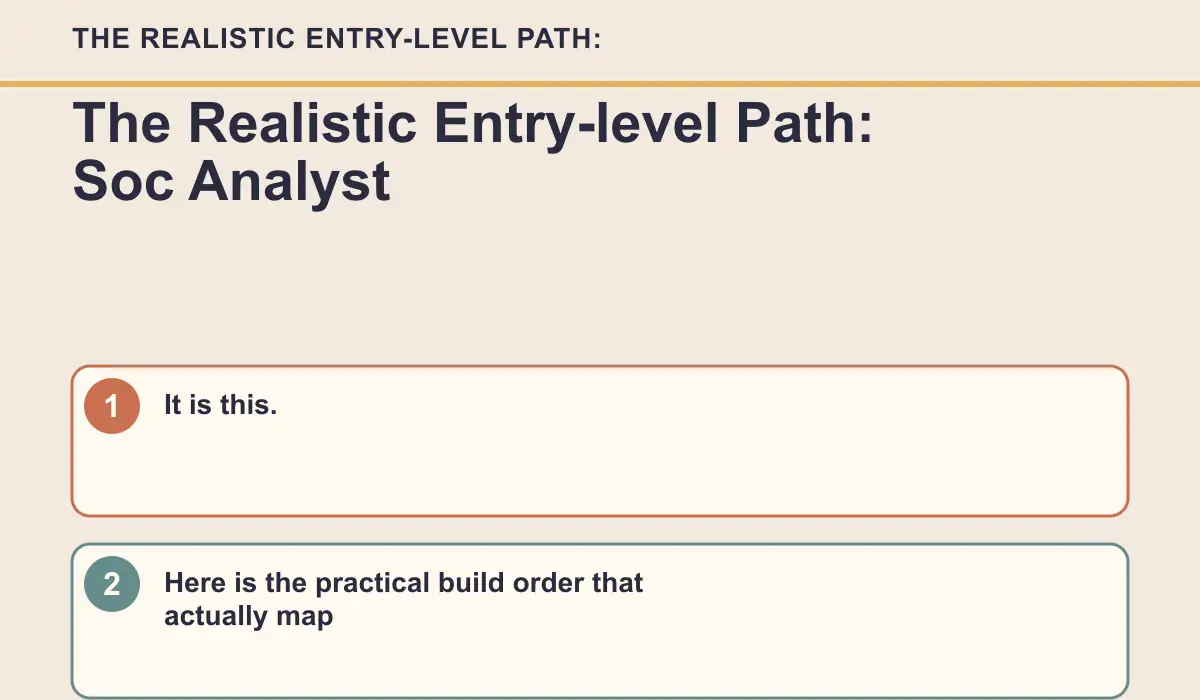 THE REALISTIC ENTRY-LEVEL PATH:
The Realistic Entry-level Path:
Soc Analyst
1
It is this.
2
Here is the practical build order that
actually map